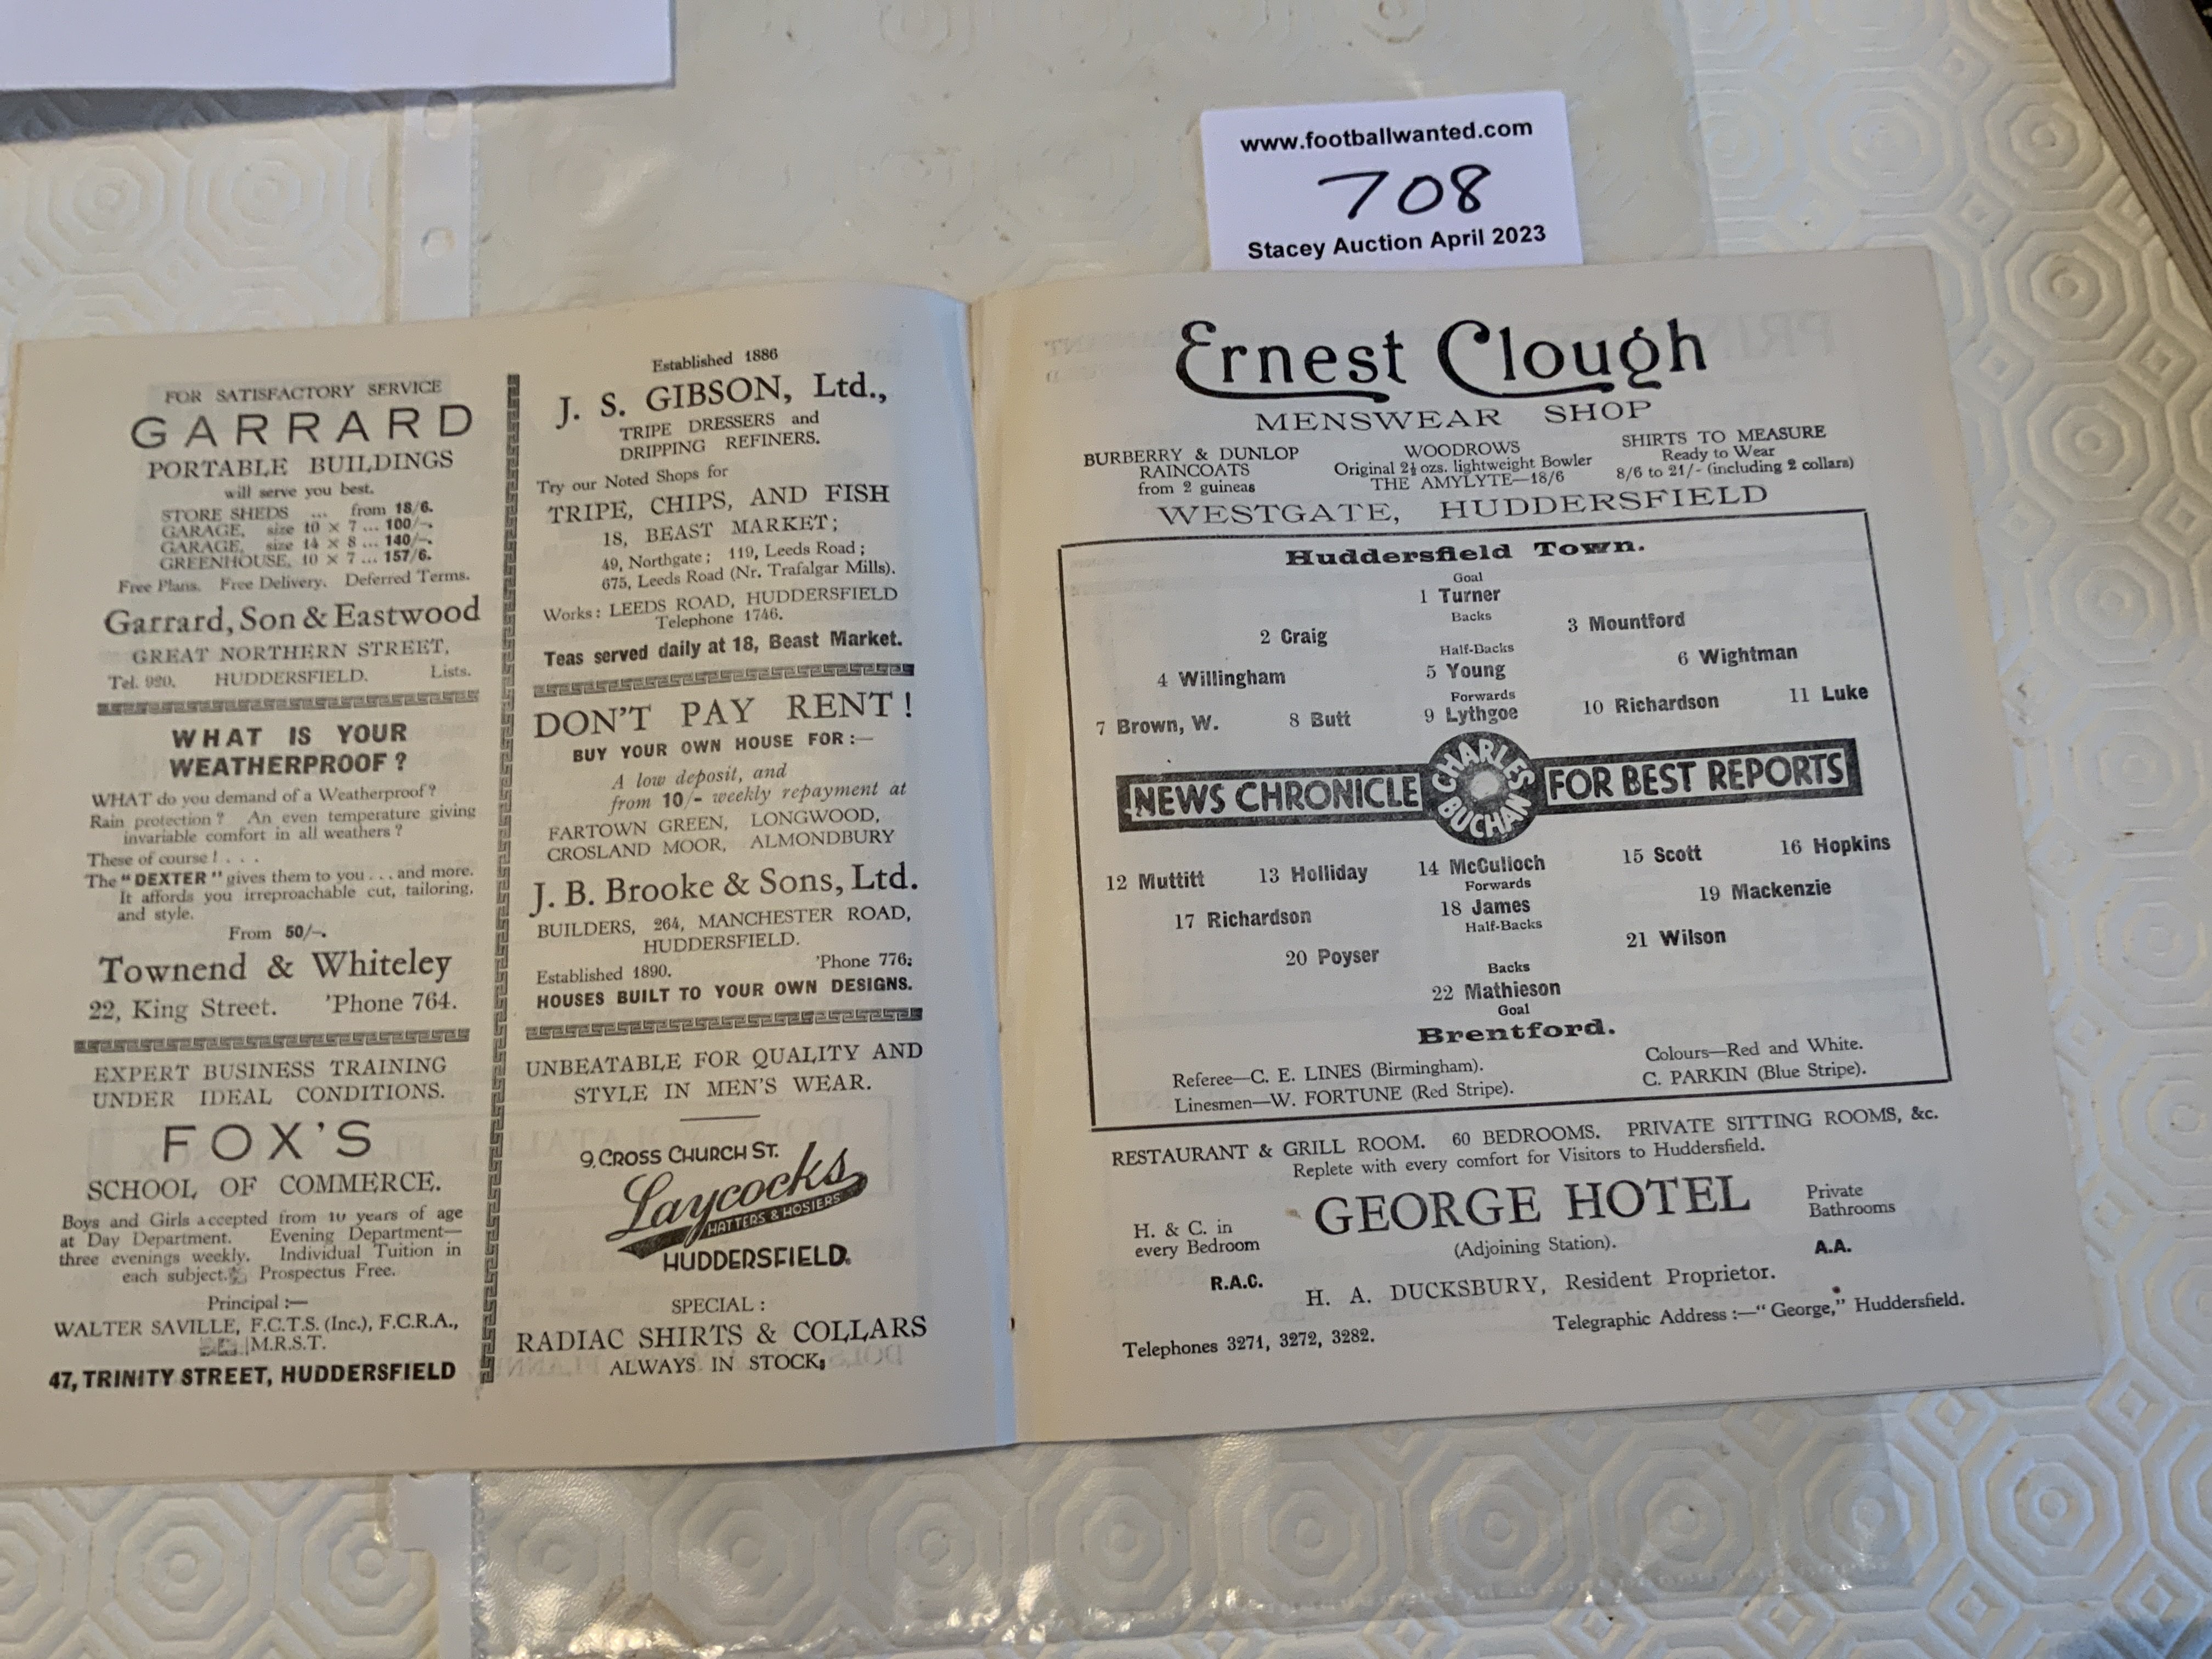 www.footballwanted.com
708
Stacey Auction April 2023
FOR SATISFACTORY SERVICE
GARRARD
PORTABLE BUILDINGS
will serve you best.
STORE SHEDS ... from 18/6.
GARAGE, size 10 × 7 ... 100/-.
GARAGE, size 14 × 8 ... 140/-.
GREENHOUSE, 10 × 7 ... 157/6.
Free Plans. Free Delivery. Deferred Terms.
Garrard, Son & Eastwood
GREAT NORTHERN STREET,
Tel. 920. HUDDERSFIELD. Lists.
WHAT IS YOUR
WEATHERPROOF ?
WHAT do you demand of a Weatherproof?
Rain protection ? An even temperature giving
invariable comfort in all weathers ?
These of course ! . . .
The "DEXTER" gives them to you . . . and more.
It affords you irreproachable cut, tailoring,
and style.
From 50/-.
Townend & Whiteley
22, King Street. 'Phone 764.
EXPERT BUSINESS TRAINING
UNDER IDEAL CONDITIONS.
FOX'S
SCHOOL OF COMMERCE.
Boys and Girls accepted from 10 years of age
at Day Department. Evening Department—
three evenings weekly. Individual Tuition in
each subject. Prospectus Free.
Principal :—
WALTER SAVILLE, F.C.T.S. (Inc.), F.C.R.A.,
M.R.S.T.
47, TRINITY STREET, HUDDERSFIELD
Established 1886
J. S. GIBSON, Ltd.,
TRIPE DRESSERS and
DRIPPING REFINERS.
Try our Noted Shops for
TRIPE, CHIPS, AND FISH
18, BEAST MARKET;
49, Northgate; 119, Leeds Road;
675, Leeds Road (Nr. Trafalgar Mills).
Works: LEEDS ROAD, HUDDERSFIELD
Telephone 1746.
Teas served daily at 18, Beast Market.
DON'T PAY RENT!
BUY YOUR OWN HOUSE FOR:—
A low deposit, and
from 10/- weekly repayment at
FARTOWN GREEN, LONGWOOD,
CROSLAND MOOR, ALMONDBURY
J. B. Brooke & Sons, Ltd.
BUILDERS, 264, MANCHESTER ROAD,
HUDDERSFIELD.
Established 1890. 'Phone 776;
HOUSES BUILT TO YOUR OWN DESIGNS.
UNBEATABLE FOR QUALITY AND
STYLE IN MEN'S WEAR.
9, CROSS CHURCH ST.
Laycocks
HATTERS & HOSIERS
HUDDERSFIELD.
SPECIAL :
RADIAC SHIRTS & COLLARS
ALWAYS IN STOCK,
Ernest Clough
MENSWEAR SHOP
BURBERRY & DUNLOP
RAINCOATS
from 2 guineas
WOODROWS
Original 2½ ozs. lightweight Bowler
THE AMYLYTE—18/6
SHIRTS TO MEASURE
Ready to Wear
8/6 to 21/- (including 2 collars)
WESTGATE, HUDDERSFIELD
Huddersfield Town.
Goal
1 Turner
Backs
2 Craig 3 Mountford
Half-Backs
4 Willingham 5 Young 6 Wightman
Forwards
7 Brown, W. 8 Butt 9 Lythgoe 10 Richardson 11 Luke
NEWS CHRONICLE CHARLES BUCHAN FOR BEST REPORTS
12 Muttitt 13 Holliday 14 McCulloch 15 Scott 16 Hopkins
Forwards
17 Richardson 18 James 19 Mackenzie
Half-Backs
20 Poyser 21 Wilson
Backs
22 Mathieson
Goal
Brentford.
Referee—C. E. LINES (Birmingham). Colours—Red and White.
Linesmen—W. FORTUNE (Red Stripe). C. PARKIN (Blue Stripe).
RESTAURANT & GRILL ROOM. 60 BEDROOMS. PRIVATE SITTING ROOMS, &c.
Replete with every comfort for Visitors to Huddersfield.
GEORGE HOTEL
H. & C. in
every Bedroom
Private
Bathrooms
(Adjoining Station).
R.A.C. A.A.
H. A. DUCKSBURY, Resident Proprietor.
Telephones 3271, 3272, 3282. Telegraphic Address :—"George," Huddersfield.